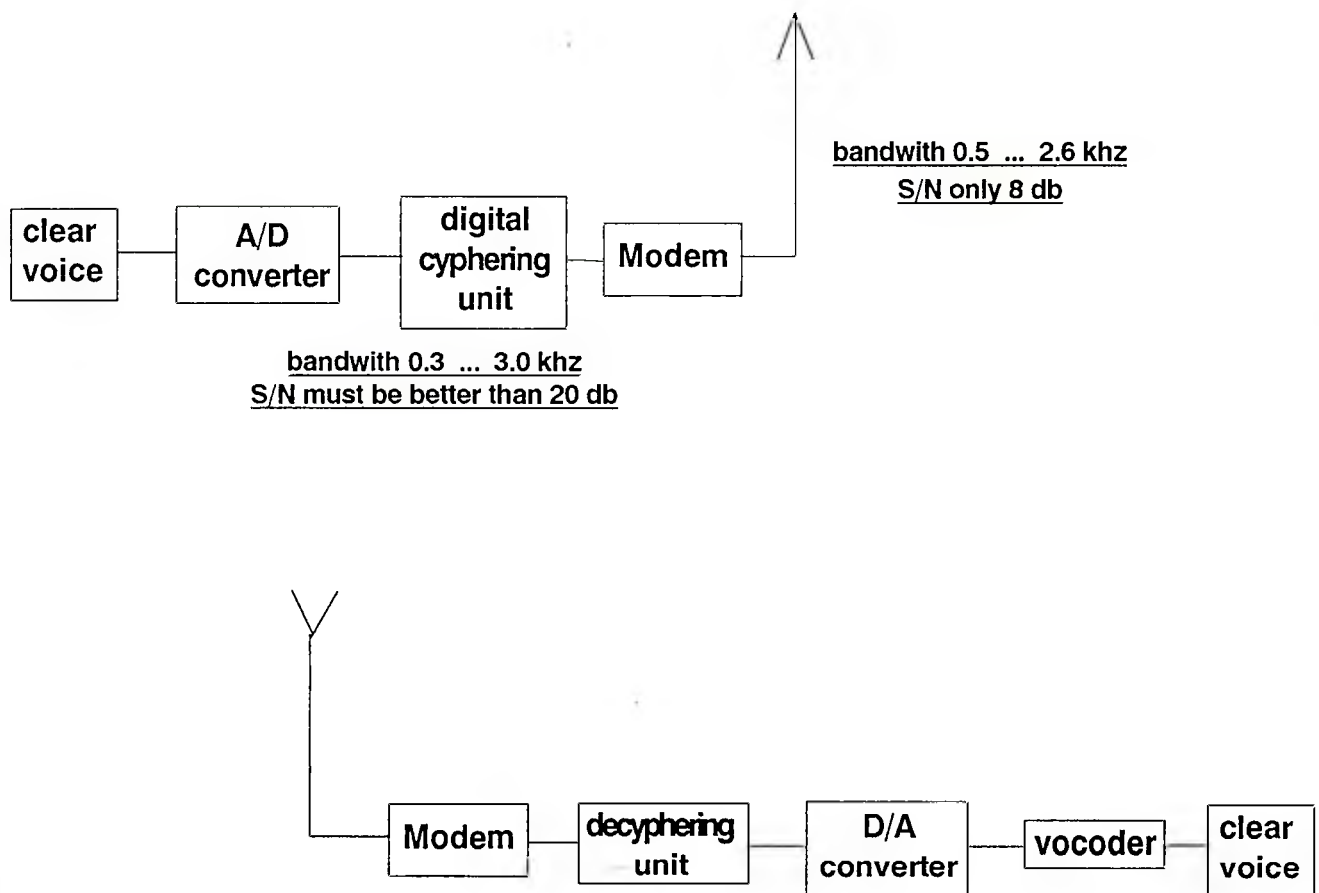 bandwith 0.5 ... 2.6 khz
S/N only 8 db
clear
voice
A/D
converter
digital
cyphering
unit
Modem
bandwith 0.3 ... 3.0 khz
S/N must be better than 20 db
Modem
decyphering
unit
D/A
converter
vocoder
clear
voice